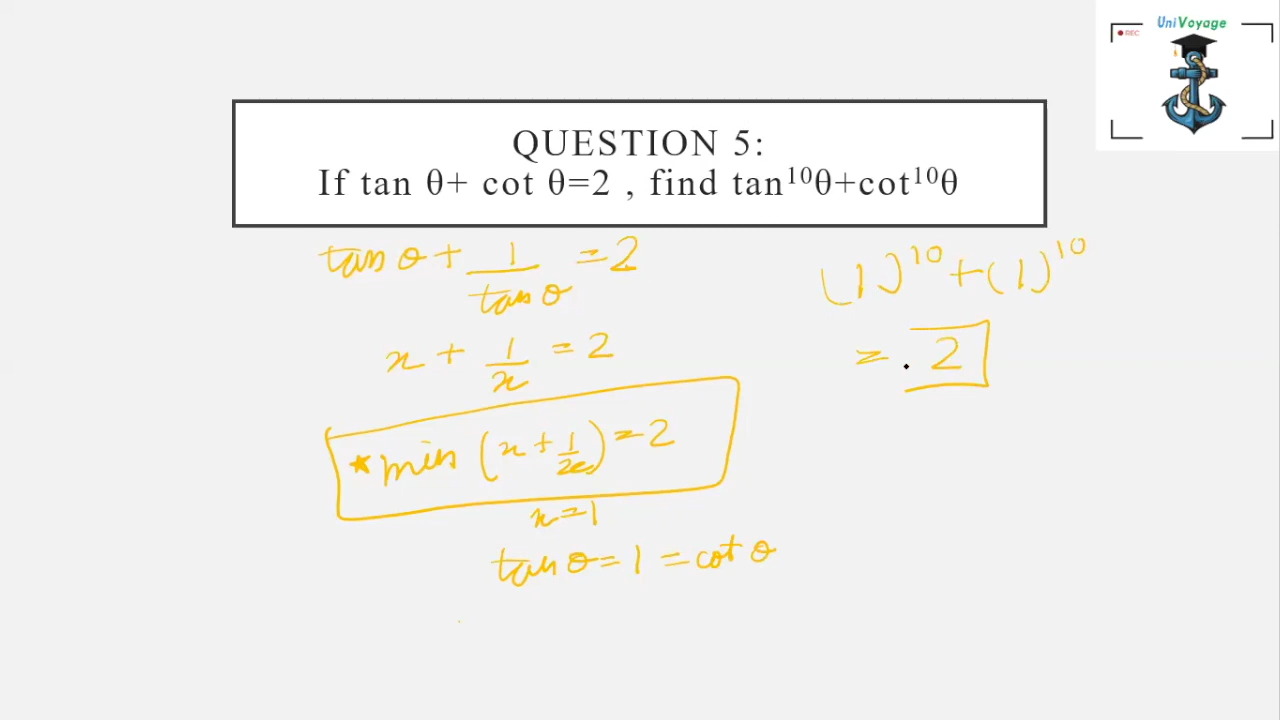 UniVoyage
REC
QUESTION 5:
If tan θ+ cot θ=2 , find tan¹⁰θ+cot¹⁰θ
tan θ + 1/tan θ = 2
x + 1/x = 2
* min (x + 1/x) = 2
x = 1
tan θ = 1 = cot θ
(1)¹⁰ + (1)¹⁰
= 2